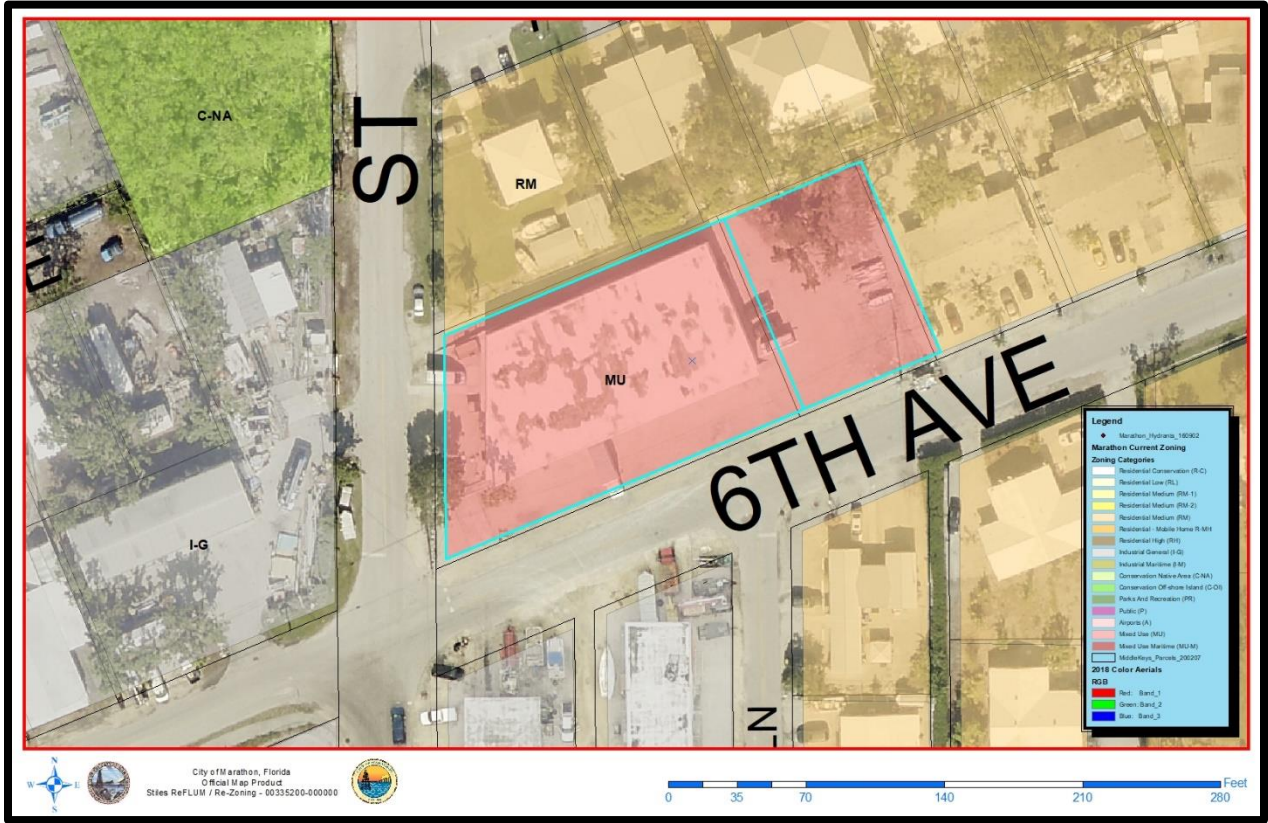 C-NA
ST
RM
E
MU
6TH AVE
I-G
LN
Legend
Marathon_Hydrants_160902
Marathon Current Zoning
Zoning Categories
Residential Conservation (R-C)
Residential Low (RL)
Residential Medium (RM-1)
Residential Medium (RM-2)
Residential Medium (RM)
Residential - Mobile Home R-MH
Residential High (RH)
Industrial General (I-G)
Industrial Maritime (I-M)
Conservation Native Area (C-NA)
Conservation Off-shore Island (C-OI)
Parks And Recreation (PR)
Public (P)
Airports (A)
Mixed Use (MU)
Mixed Use Maritime (MU-M)
MiddleKeys_Parcels_200207
2018 Color Aerials
RGB
Red: Band_1
Green: Band_2
Blue: Band_3
N
W E
S
City of Marathon, Florida
Official Map Product
Stiles ReFLUM / Re-Zoning - 00335200-000000
Feet
0 35 70 140 210 280